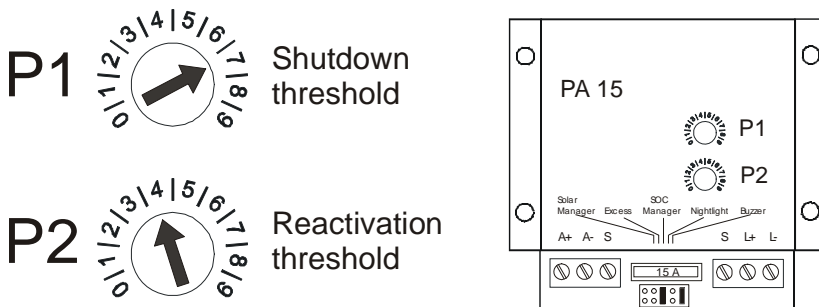 P1
0|1|2|3|4|5|6|7|8|9
Shutdown
threshold
P2
0|1|2|3|4|5|6|7|8|9
Reactivation
threshold
PA 15
P1
P2
Solar
Manager
Excess
SOC
Manager
Nightlight
Buzzer
A+ A- S
S L+ L-
15 A